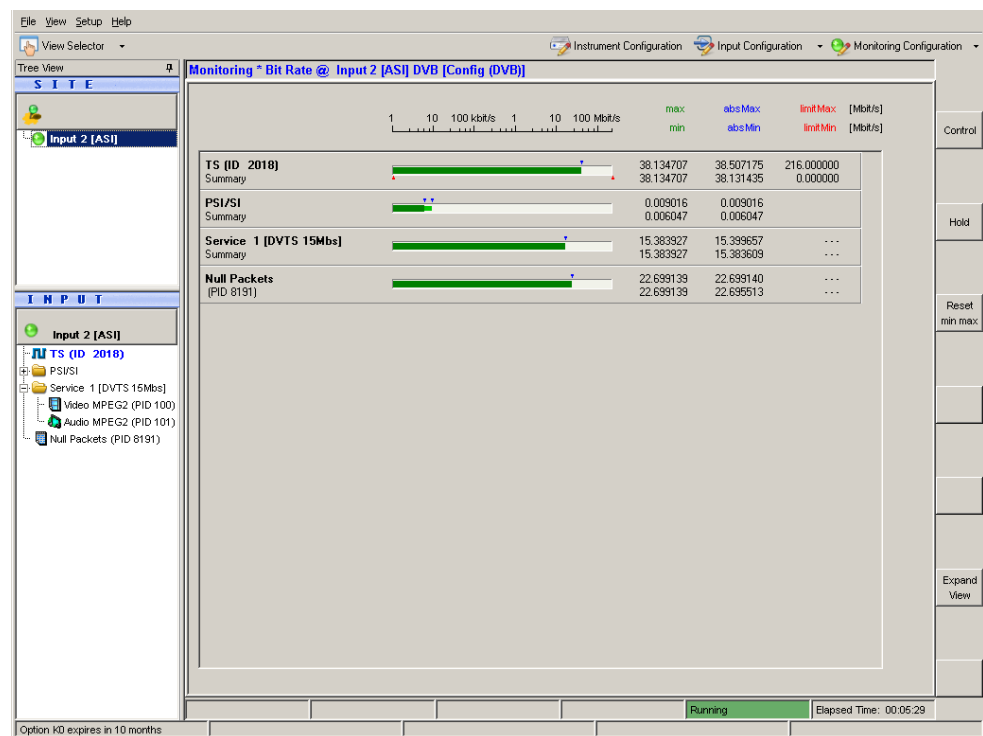 File View Setup Help
View Selector
Instrument Configuration Input Configuration Monitoring Configuration
Tree View
SITE
Input 2 [ASI]
Monitoring * Bit Rate @ Input 2 [ASI] DVB [Config (DVB)]
1 10 100 kbit/s 1 10 100 Mbit/s
max absMax limitMax [Mbit/s]
min absMin limitMin [Mbit/s]
TS (ID 2018) 38.134707 38.507175 216.000000
Summary 38.134707 38.131435 0.000000
PSI/SI 0.009016 0.009016
Summary 0.006047 0.006047
Service 1 [DVTS 15Mbs] 15.383927 15.399657 ---
Summary 15.383927 15.383609 ---
Null Packets 22.699139 22.699140 ---
(PID 8191) 22.699139 22.695513 ---
INPUT
Input 2 [ASI]
TS (ID 2018)
PSI/SI
Service 1 [DVTS 15Mbs]
Video MPEG2 (PID 100)
Audio MPEG2 (PID 101)
Null Packets (PID 8191)
Control
Hold
Reset
min max
Expand
View
Running
Elapsed Time: 00:05:29
Option K0 expires in 10 months